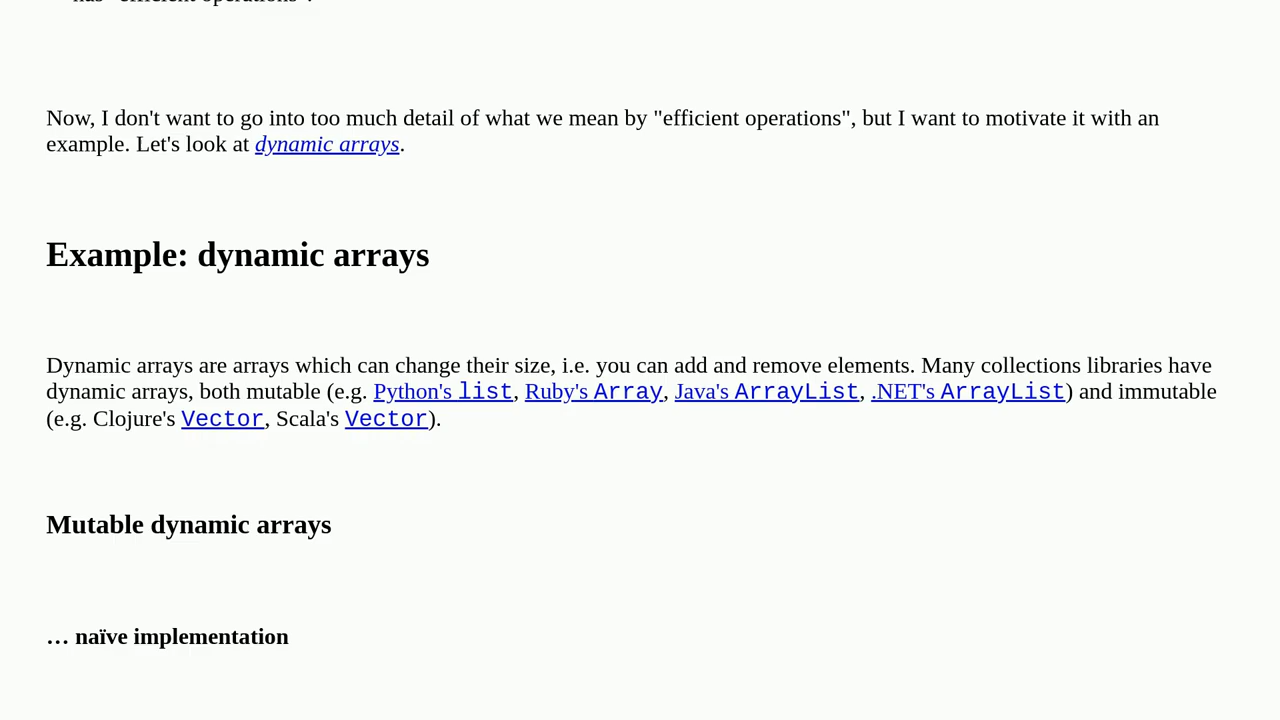 has "efficient operations".
Now, I don't want to go into too much detail of what we mean by "efficient operations", but I want to motivate it with an
example. Let's look at dynamic arrays.
Example: dynamic arrays
Dynamic arrays are arrays which can change their size, i.e. you can add and remove elements. Many collections libraries have
dynamic arrays, both mutable (e.g. Python's list, Ruby's Array, Java's ArrayList, .NET's ArrayList) and immutable
(e.g. Clojure's Vector, Scala's Vector).
Mutable dynamic arrays
… naïve implementation